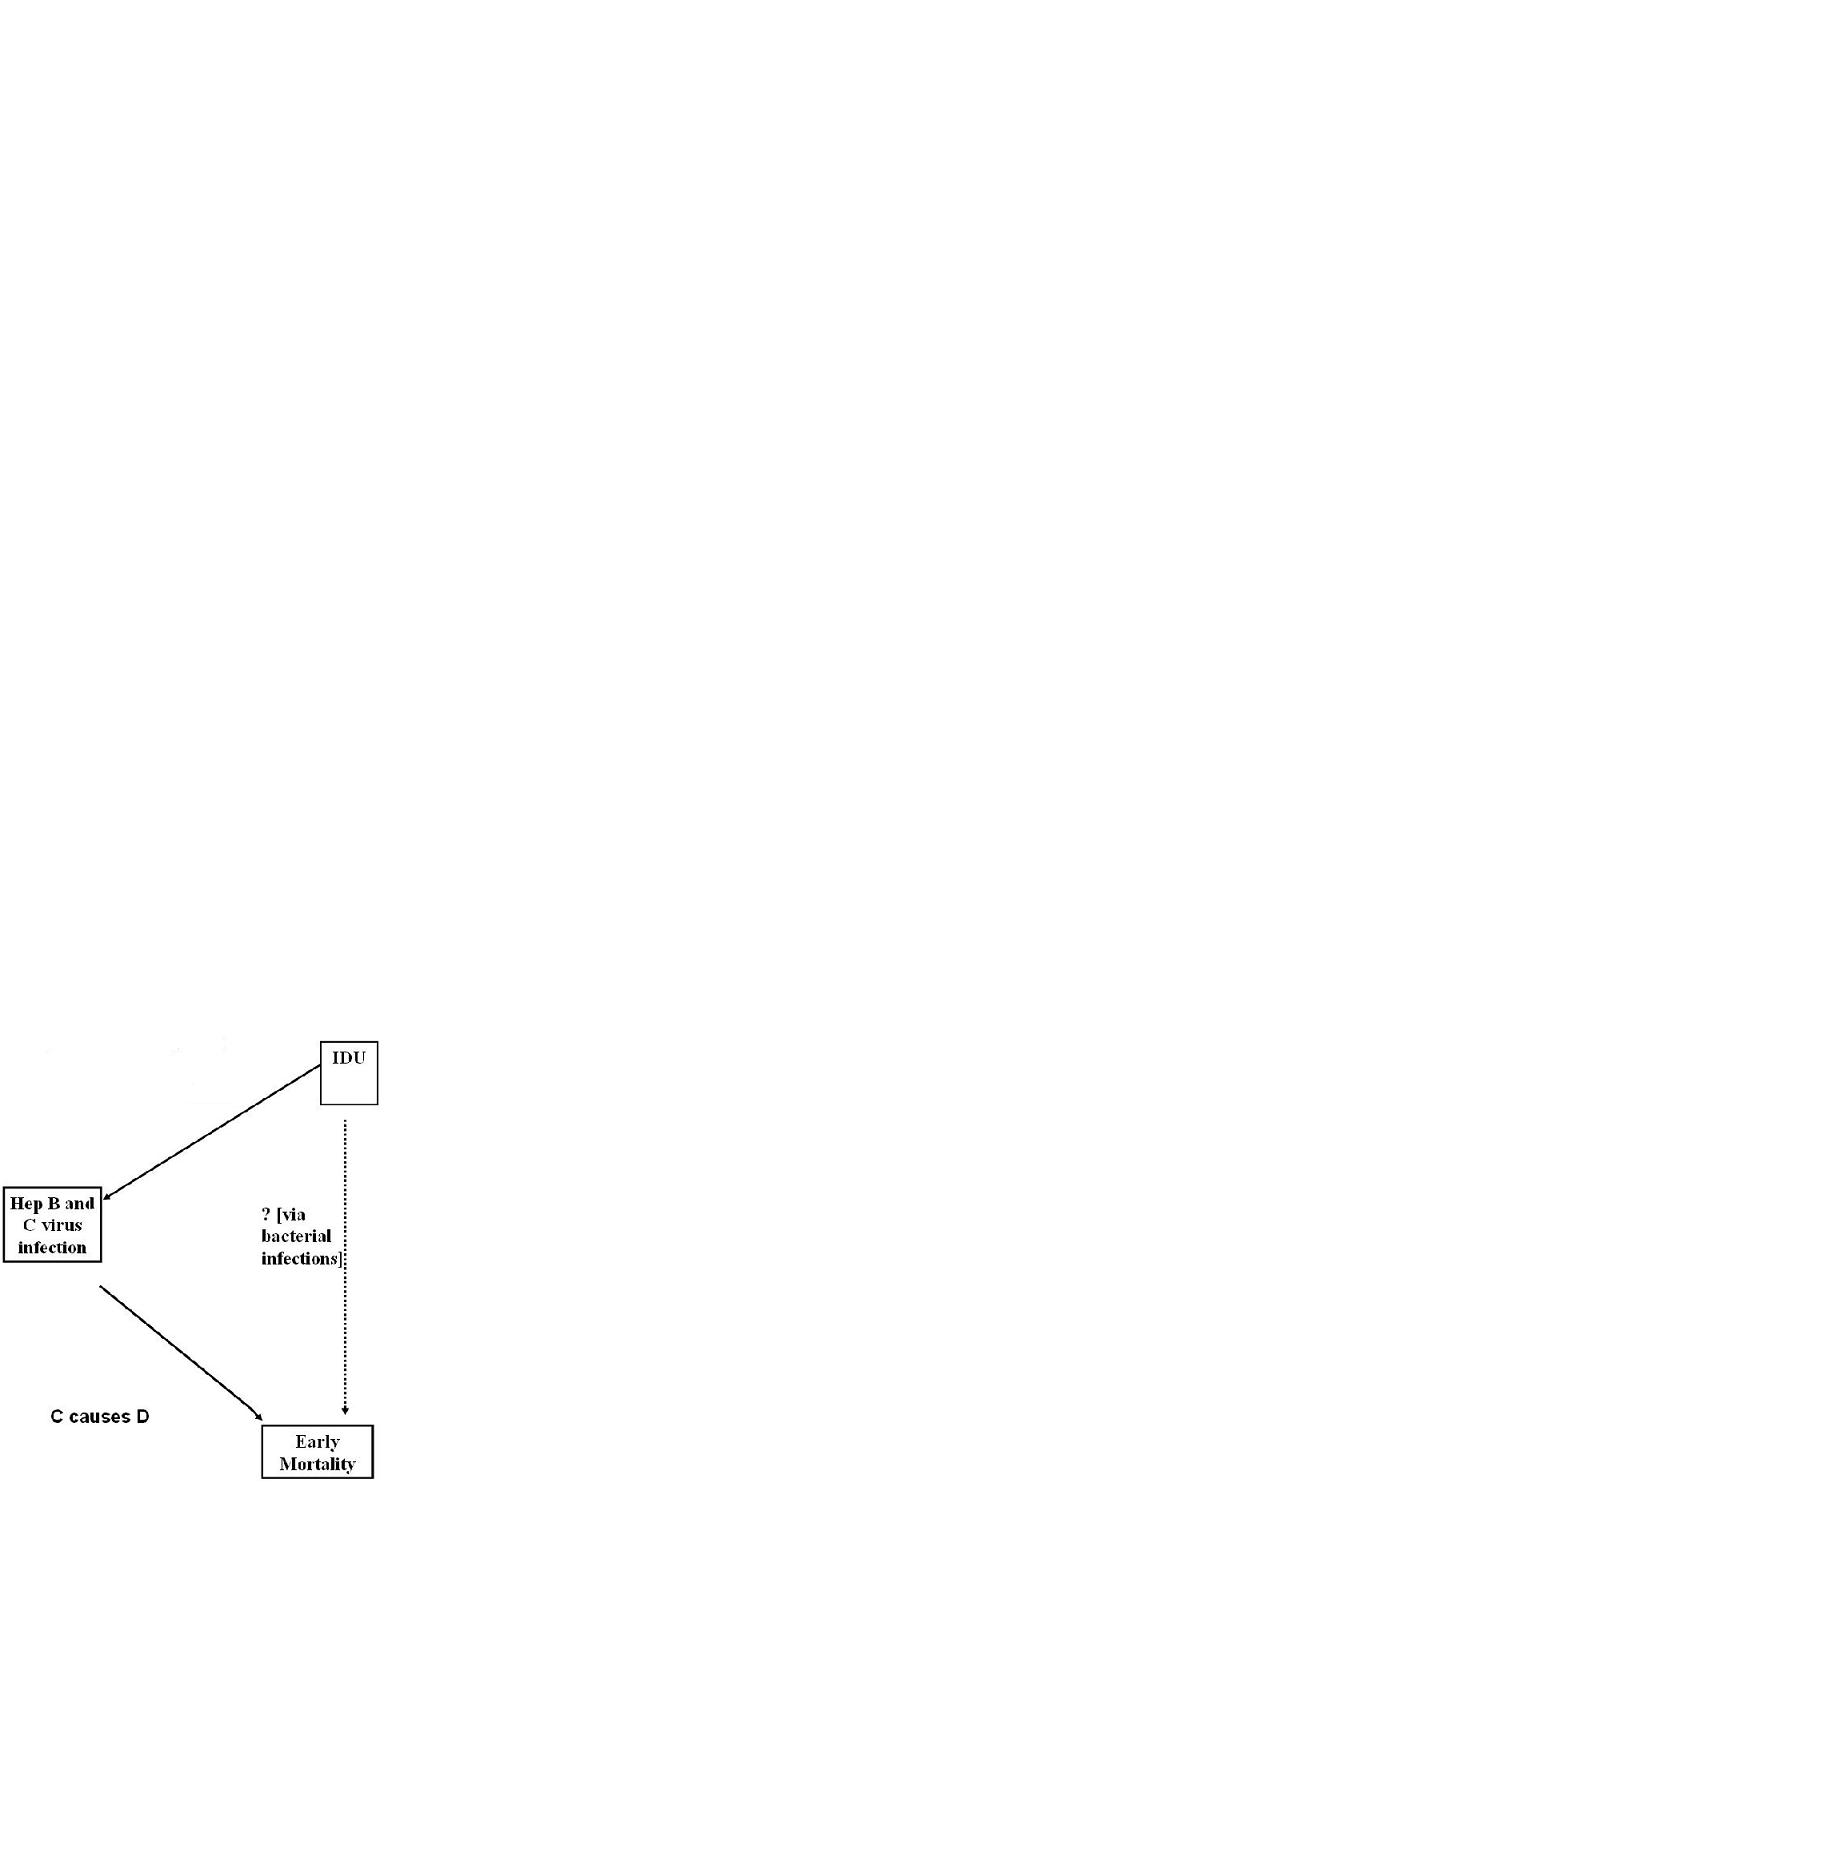 IDU
Hep B and
C virus
infection
? [via
bacterial
infections]
C causes D
Early
Mortality